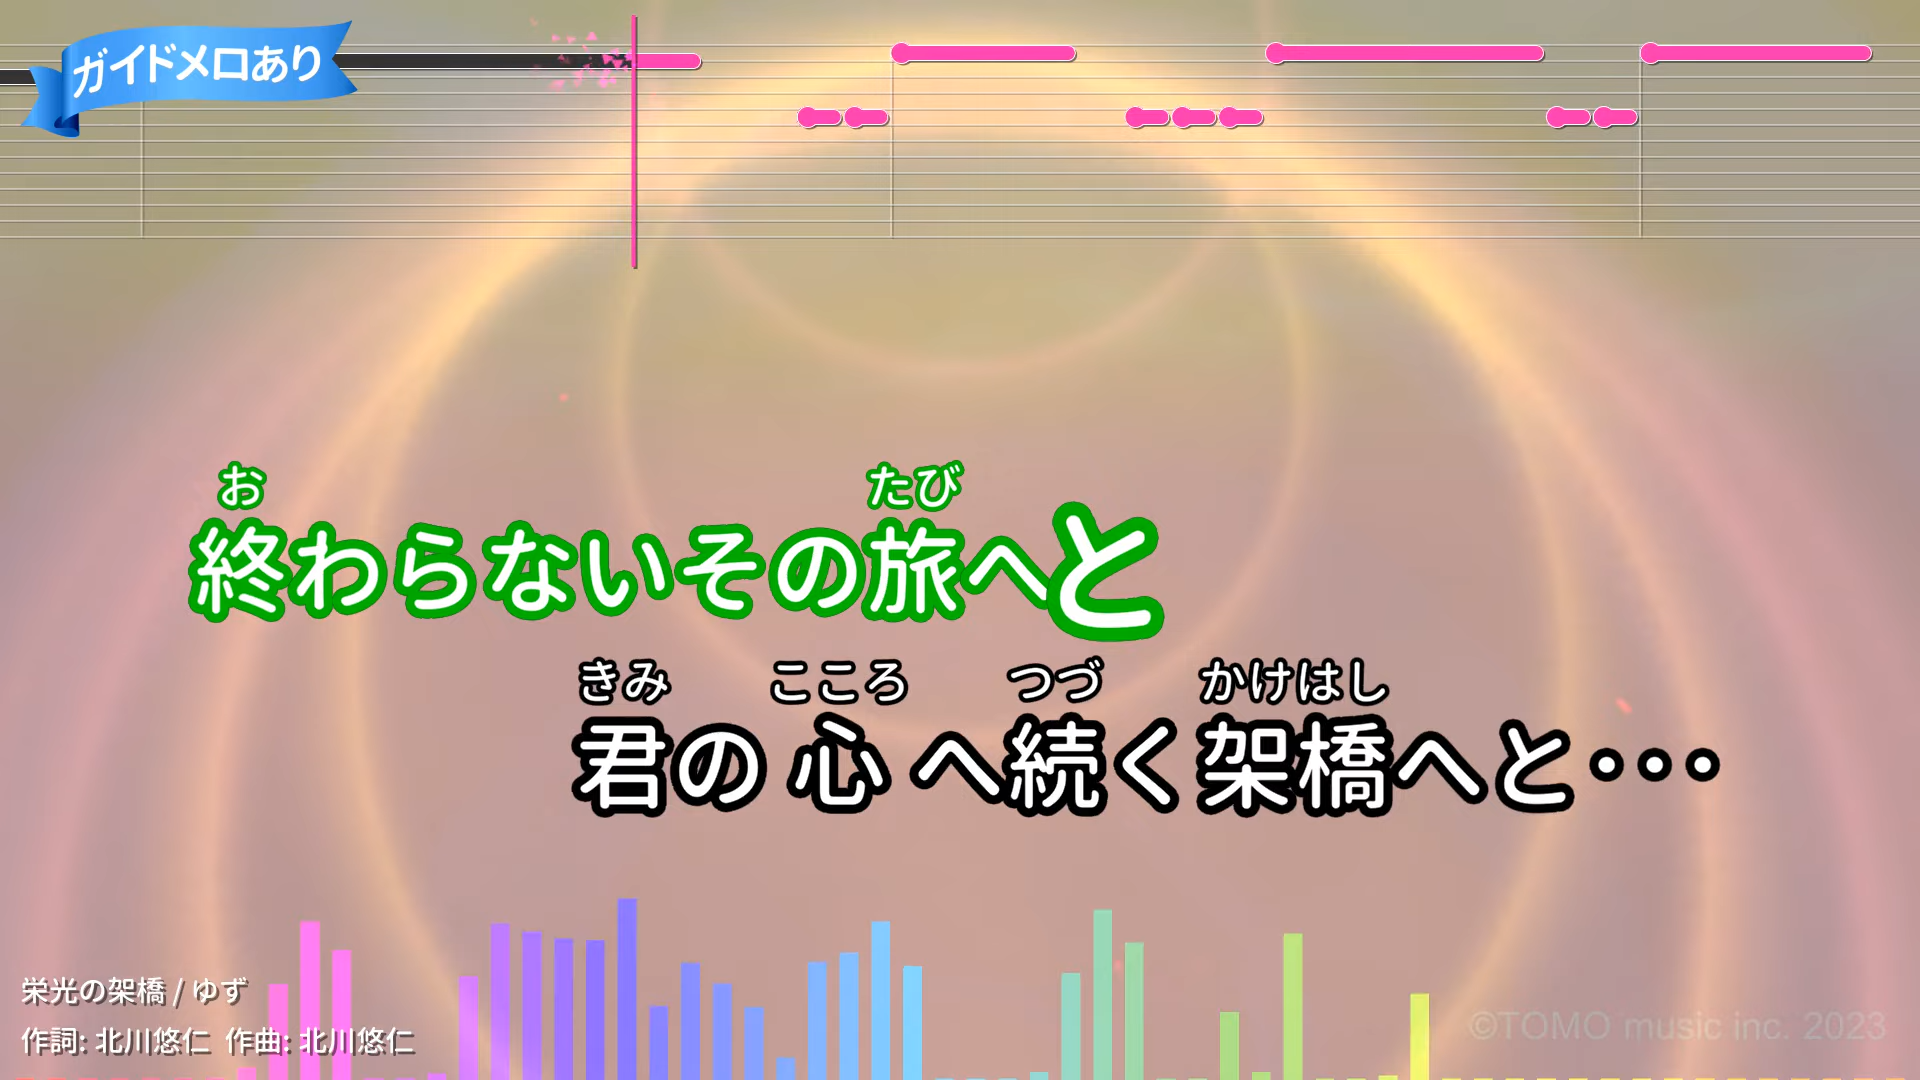 ガイドメロあり
お たび
終わらないその旅へと
きみ こころ つづ かけはし
君の心へ続く架橋へと・・・
栄光の架橋 / ゆず
作詞: 北川悠仁 作曲: 北川悠仁
©TOMO music inc. 2023